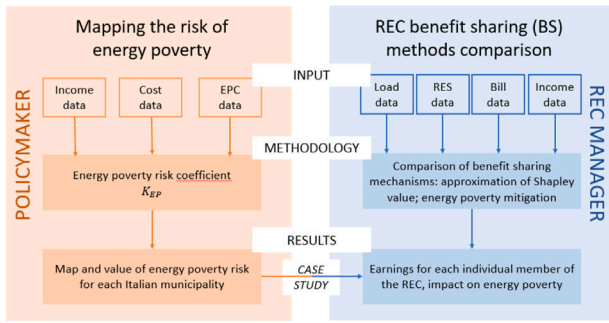 Mapping the risk of
energy poverty
REC benefit sharing (BS)
methods comparison
INPUT
Income
data
Cost
data
EPC
data
Load
data
RES
data
Bill
data
Income
data
POLICYMAKER
REC MANAGER
METHODOLOGY
Energy poverty risk coefficient
K_EP
Comparison of benefit sharing
mechanisms: approximation of Shapley
value; energy poverty mitigation
RESULTS
Map and value of energy poverty risk
for each Italian municipality
CASE
STUDY
Earnings for each individual member of
the REC, impact on energy poverty